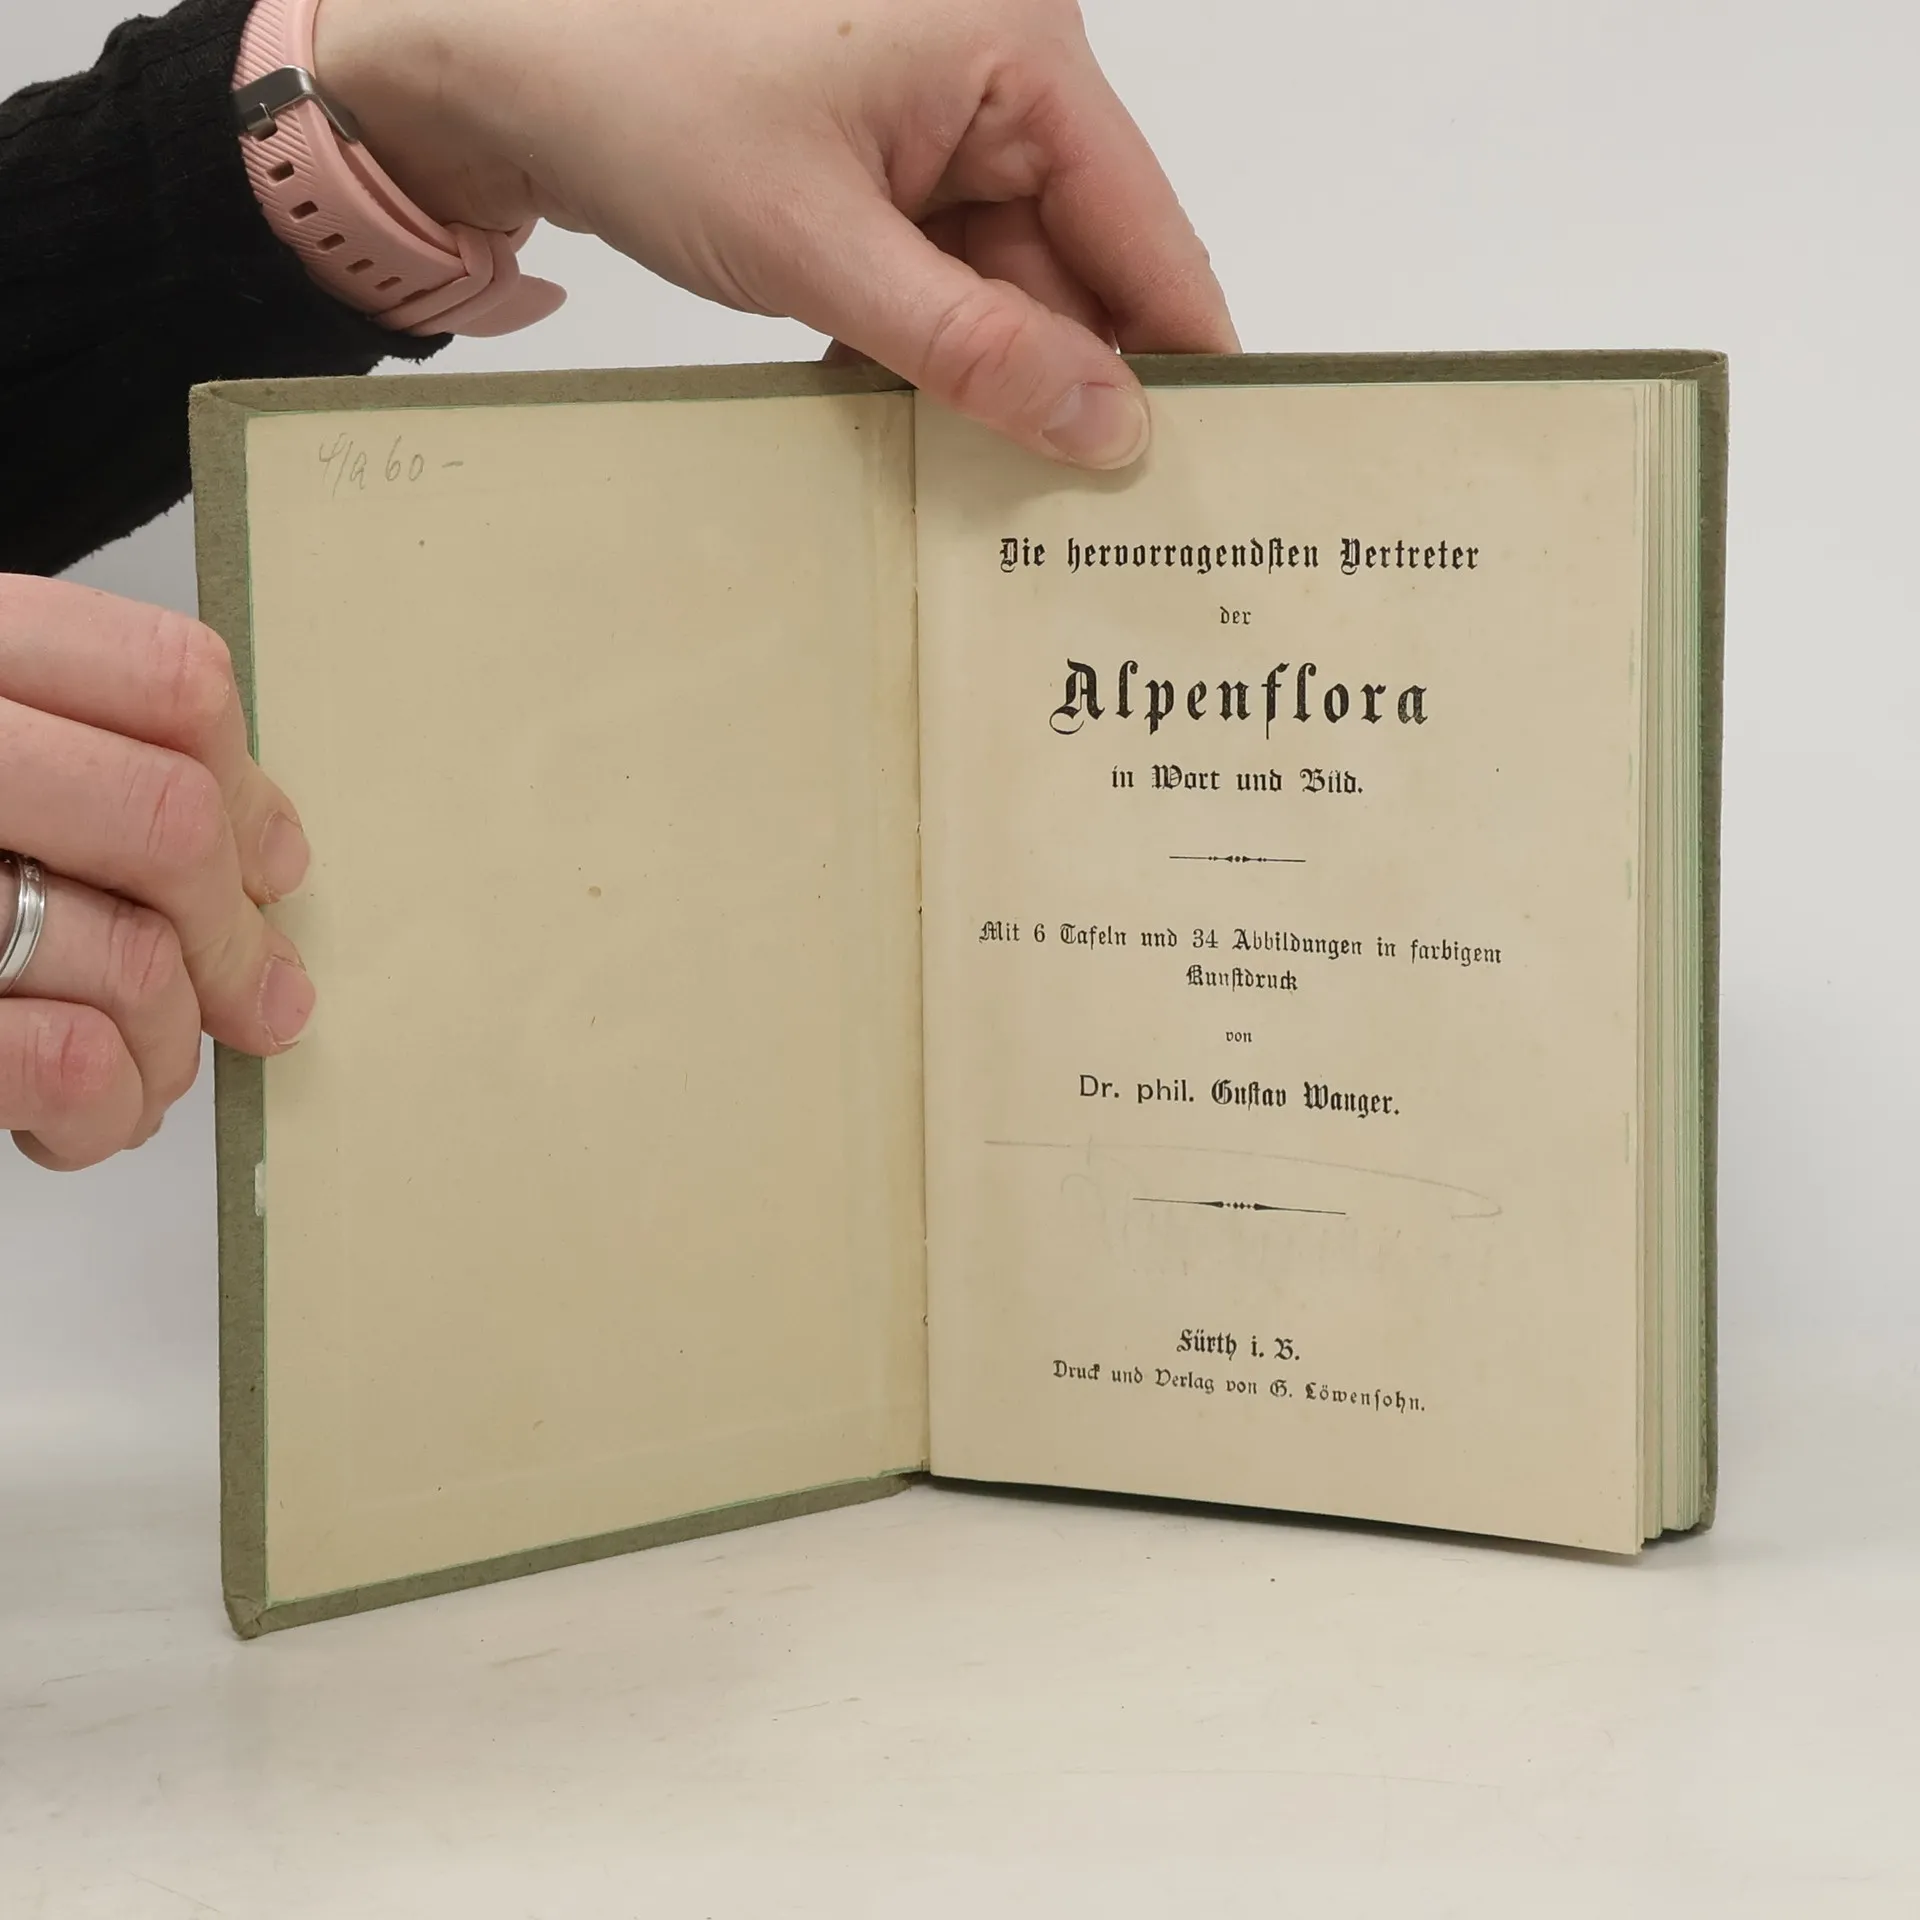 Die hervorragendsten Vertreter
der
Alpenflora
in Wort und Bild.
Mit 6 Tafeln und 34 Abbildungen in farbigem
Kunstdruck
von
Dr. phil. Gustav Wanger.
Fürth i. B.
Druck und Verlag von G. Löwensohn.
60 –